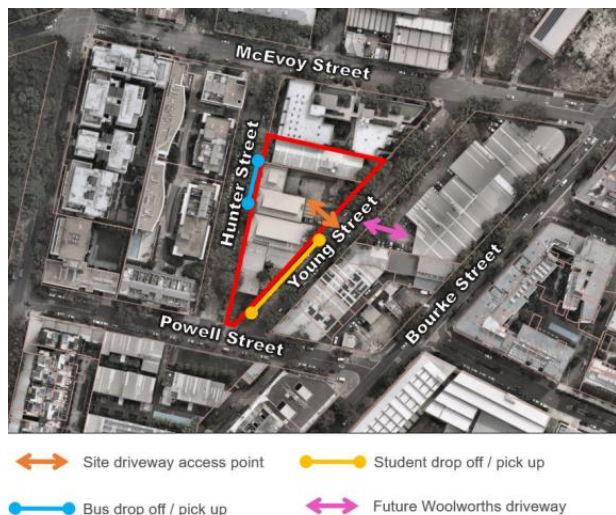 McEvoy Street
Hunter Street
Young Street
Bourke Street
Powell Street
Site driveway access point
Student drop off / pick up
Bus drop off / pick up
Future Woolworths driveway